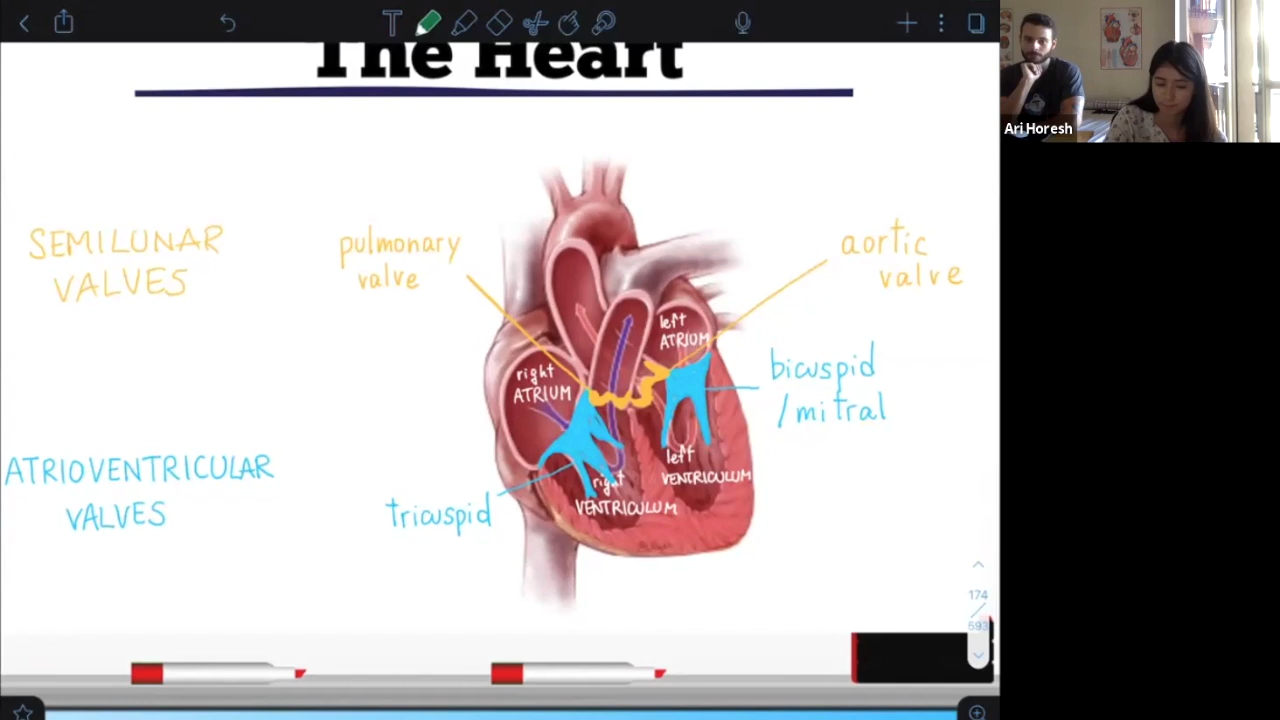 The Heart
Ari Horesh
SEMILUNAR
VALVES
pulmonary
valve
aortic
valve
left
ATRIUM
right
ATRIUM
bicuspid
/mitral
left
VENTRICULUM
right
VENTRICULUM
ATRIOVENTRICULAR
VALVES
tricuspid
174
/
593